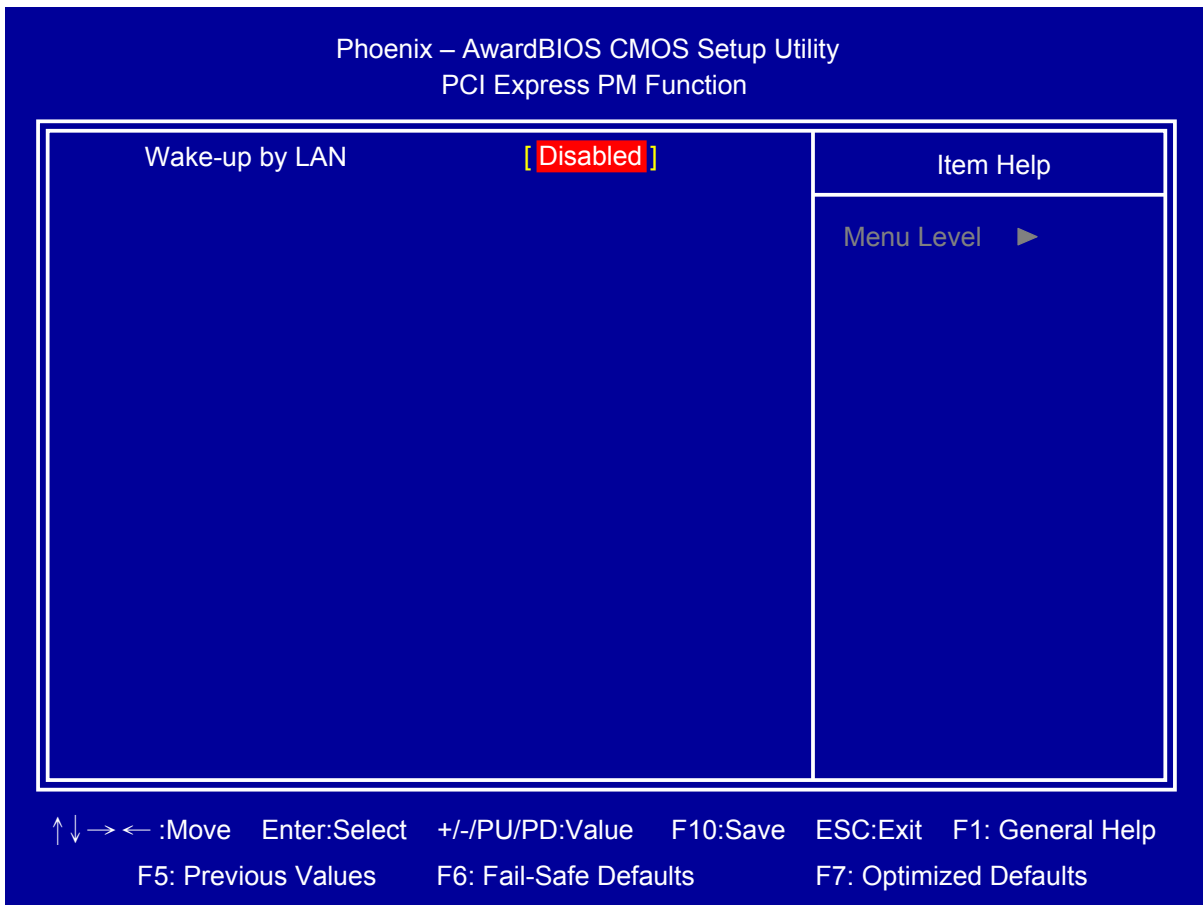 Phoenix – AwardBIOS CMOS Setup Utility
PCI Express PM Function
Wake-up by LAN [ Disabled ]
Item Help
Menu Level ►
↑↓→← :Move Enter:Select +/-/PU/PD:Value F10:Save ESC:Exit F1: General Help
F5: Previous Values F6: Fail-Safe Defaults F7: Optimized Defaults